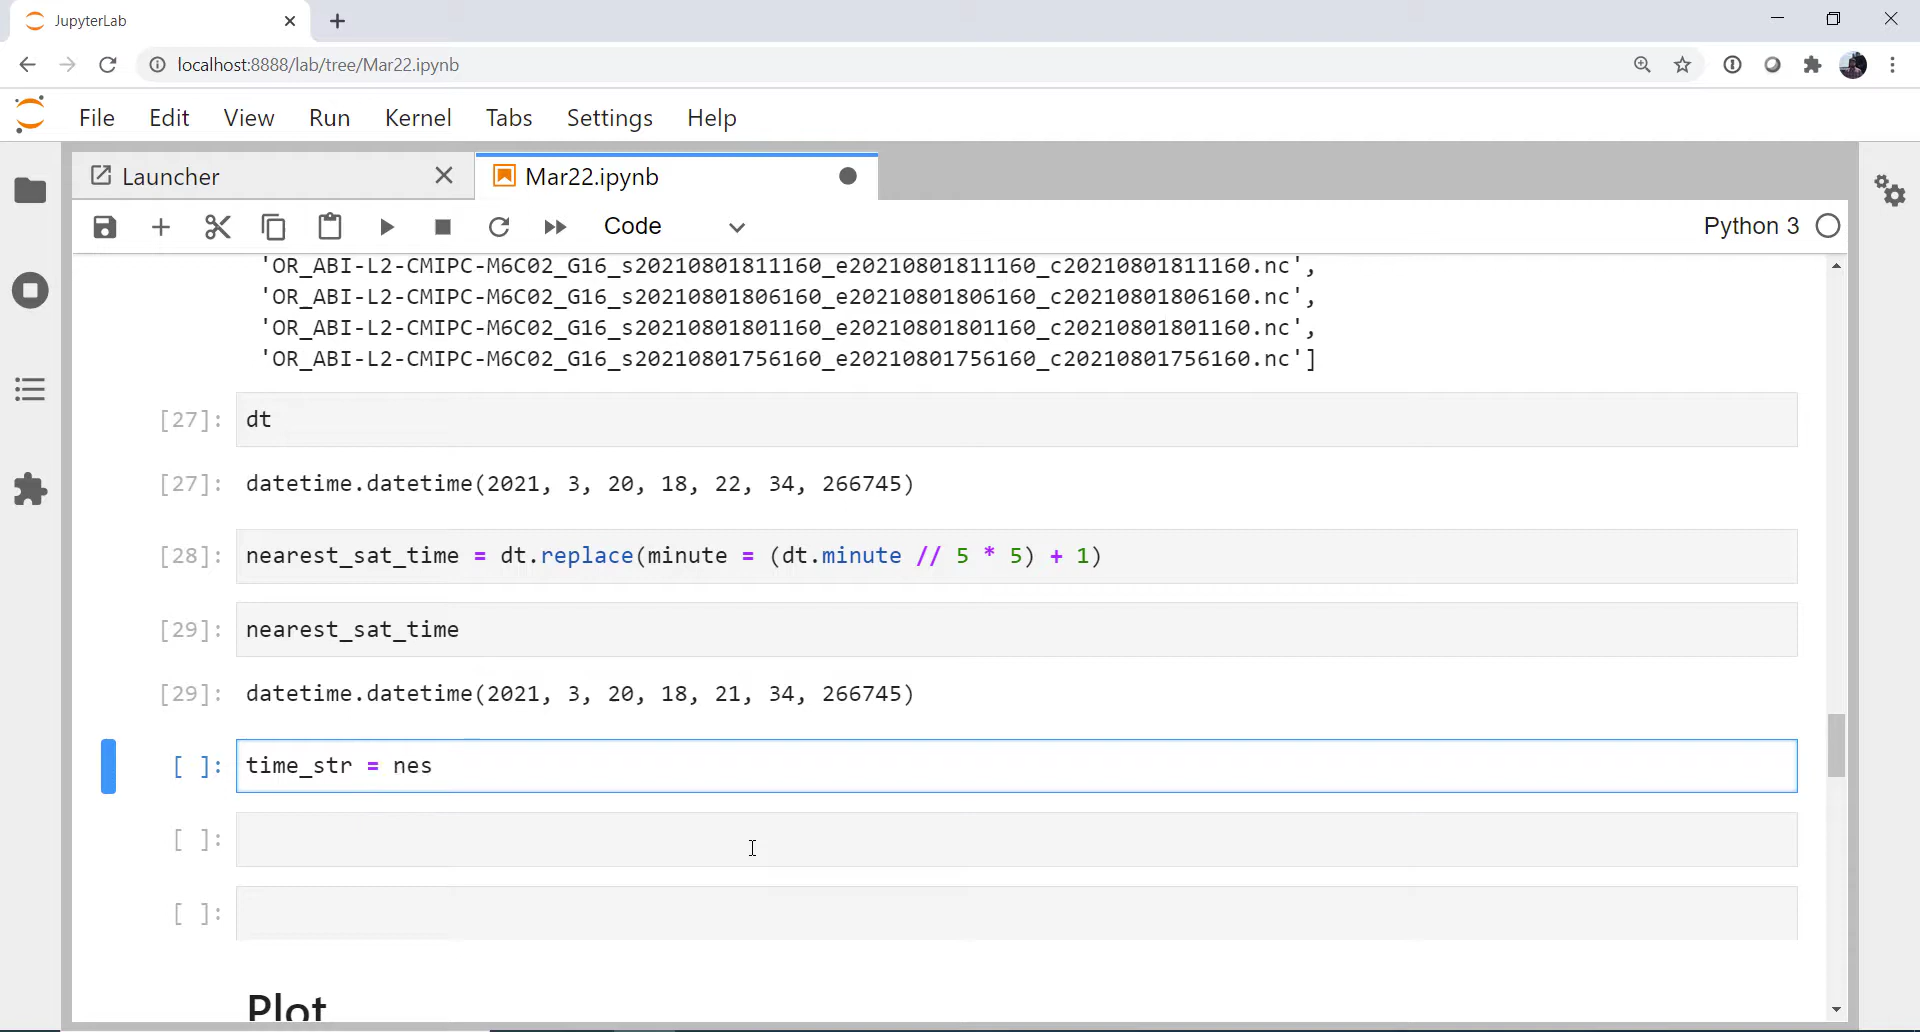 JupyterLab
localhost:8888/lab/tree/Mar22.ipynb
File Edit View Run Kernel Tabs Settings Help
Launcher Mar22.ipynb
Code Python 3
'OR_ABI-L2-CMIPC-M6C02_G16_s20210801811160_e20210801811160_c20210801811160.nc',
'OR_ABI-L2-CMIPC-M6C02_G16_s20210801806160_e20210801806160_c20210801806160.nc',
'OR_ABI-L2-CMIPC-M6C02_G16_s20210801801160_e20210801801160_c20210801801160.nc',
'OR_ABI-L2-CMIPC-M6C02_G16_s20210801756160_e20210801756160_c20210801756160.nc']
[27]: dt
[27]: datetime.datetime(2021, 3, 20, 18, 22, 34, 266745)
[28]: nearest_sat_time = dt.replace(minute = (dt.minute // 5 * 5) + 1)
[29]: nearest_sat_time
[29]: datetime.datetime(2021, 3, 20, 18, 21, 34, 266745)
[ ]: time_str = nes
[ ]:
[ ]:
Plot